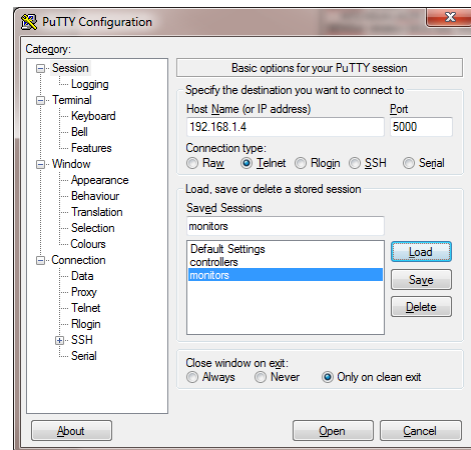 PuTTY Configuration
Category:
Session
Logging
Terminal
Keyboard
Bell
Features
Window
Appearance
Behaviour
Translation
Selection
Colours
Connection
Data
Proxy
Telnet
Rlogin
SSH
Serial
Basic options for your PuTTY session
Specify the destination you want to connect to
Host Name (or IP address) Port
192.168.1.4 5000
Connection type:
Raw Telnet Rlogin SSH Serial
Load, save or delete a stored session
Saved Sessions
monitors
Default Settings
controllers
monitors
Load
Save
Delete
Close window on exit:
Always Never Only on clean exit
About Open Cancel